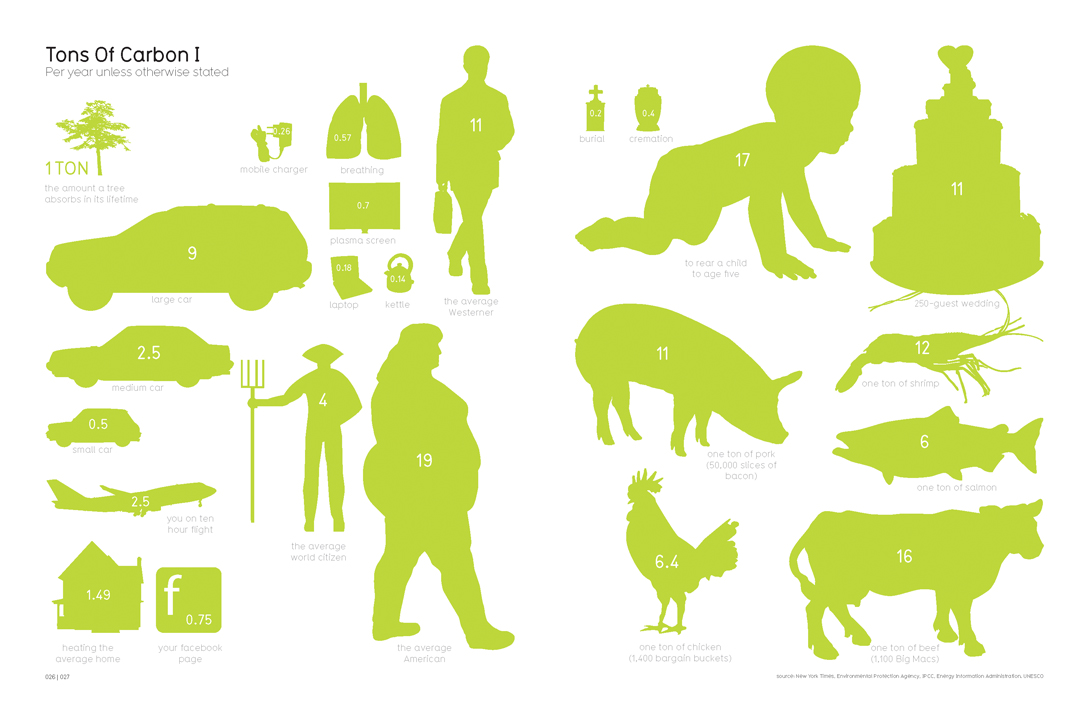 Tons Of Carbon I
Per year unless otherwise stated
1 TON
the amount a tree
absorbs in its lifetime
0.26
mobile charger
0.57
breathing
11
the average
Westerner
0.7
plasma screen
9
large car
0.18
laptop
0.14
kettle
2.5
medium car
0.5
small car
2.5
you on ten
hour flight
4
the average
world citizen
19
the average
American
1.49
heating the
average home
f
0.75
your facebook
page
026 | 027
0.2
burial
0.4
cremation
17
to rear a child
to age five
11
250-guest wedding
11
one ton of pork
(50,000 slices of
bacon)
12
one ton of shrimp
6
one ton of salmon
6.4
one ton of chicken
(1,400 bargain buckets)
16
one ton of beef
(1,100 Big Macs)
source: New York Times, Environmental Protection Agency, IPCC, Energy Information Administration, UNESCO